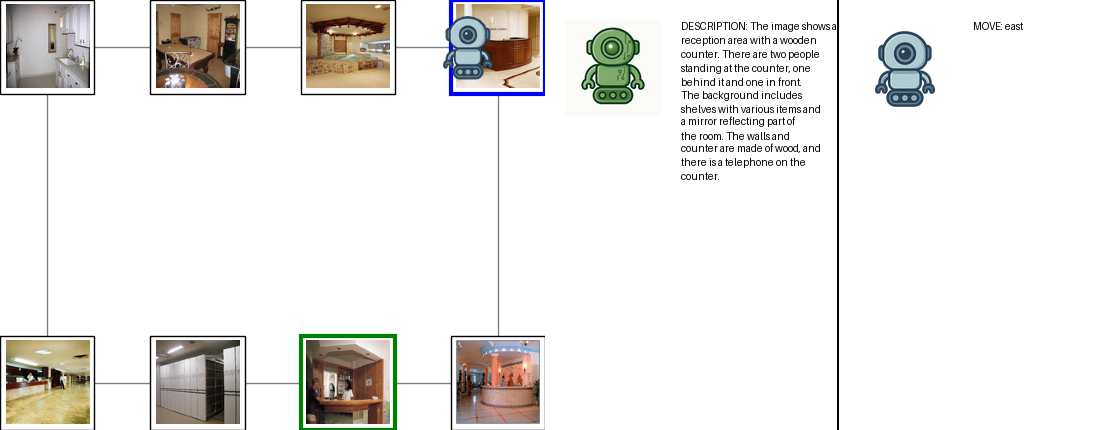 DESCRIPTION: The image shows a
reception area with a wooden
counter. There are two people
standing at the counter, one
behind it and one in front.
The background includes
shelves with various items and
a mirror reflecting part of
the room. The walls and
counter are made of wood, and
there is a telephone on the
counter.
MOVE: east